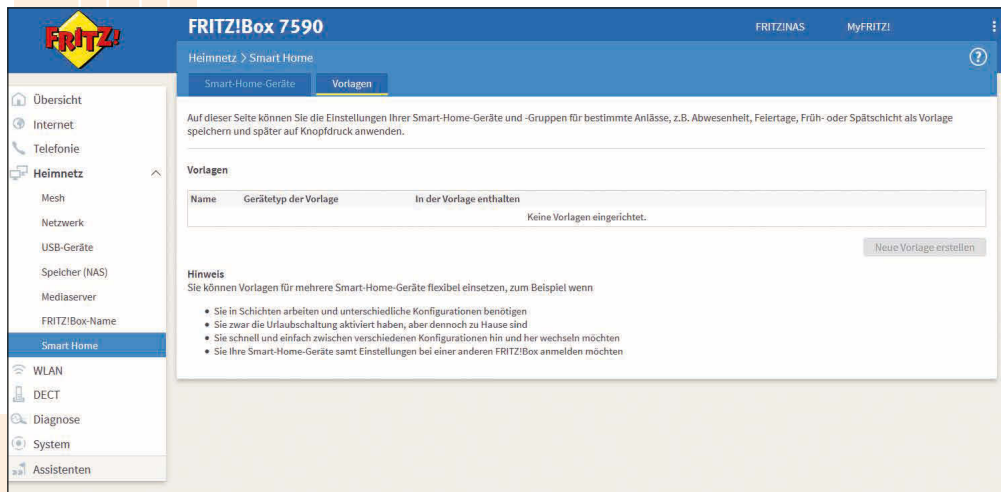 FRITZ!
FRITZ!Box 7590
FRITZ!NAS
MyFRITZ!
Heimnetz > Smart Home
?
Smart-Home-Geräte
Vorlagen
Übersicht
Internet
Telefonie
Heimnetz
Mesh
Netzwerk
USB-Geräte
Speicher (NAS)
Mediaserver
FRITZ!Box-Name
Smart Home
WLAN
DECT
Diagnose
System
Assistenten
Auf dieser Seite können Sie die Einstellungen Ihrer Smart-Home-Geräte und -Gruppen für bestimmte Anlässe, z.B. Abwesenheit, Feiertage, Früh- oder Spätschicht als Vorlage
speichern und später auf Knopfdruck anwenden.
Vorlagen
Name Gerätetyp der Vorlage In der Vorlage enthalten
Keine Vorlagen eingerichtet.
Neue Vorlage erstellen
Hinweis
Sie können Vorlagen für mehrere Smart-Home-Geräte flexibel einsetzen, zum Beispiel wenn
• Sie in Schichten arbeiten und unterschiedliche Konfigurationen benötigen
• Sie zwar die Urlaubschaltung aktiviert haben, aber dennoch zu Hause sind
• Sie schnell und einfach zwischen verschiedenen Konfigurationen hin und her wechseln möchten
• Sie Ihre Smart-Home-Geräte samt Einstellungen bei einer anderen FRITZ!Box anmelden möchten